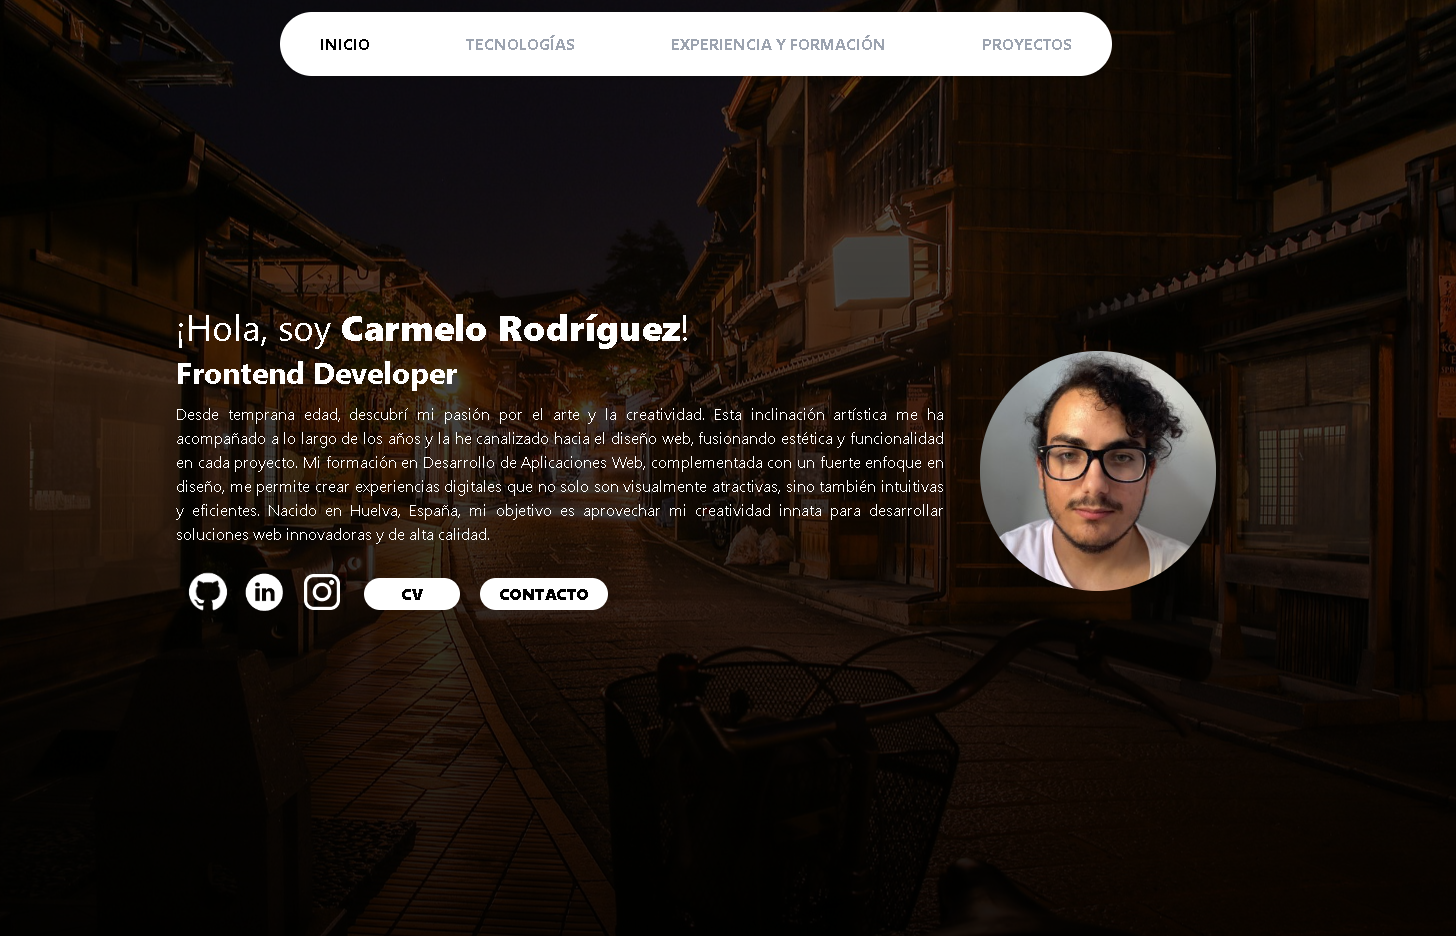 INICIO TECNOLOGÍAS EXPERIENCIA Y FORMACIÓN PROYECTOS
¡Hola, soy Carmelo Rodríguez!
Frontend Developer
Desde temprana edad, descubrí mi pasión por el arte y la creatividad. Esta inclinación artística me ha
acompañado a lo largo de los años y la he canalizado hacia el diseño web, fusionando estética y funcionalidad
en cada proyecto. Mi formación en Desarrollo de Aplicaciones Web, complementada con un fuerte enfoque en
diseño, me permite crear experiencias digitales que no solo son visualmente atractivas, sino también intuitivas
y eficientes. Nacido en Huelva, España, mi objetivo es aprovechar mi creatividad innata para desarrollar
soluciones web innovadoras y de alta calidad.
in CV CONTACTO